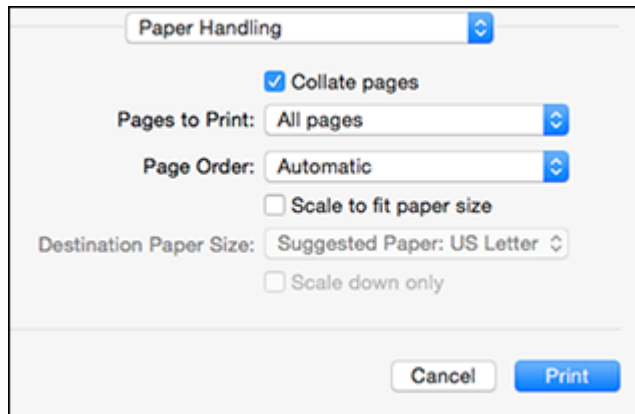 Paper Handling
Collate pages
Pages to Print: All pages
Page Order: Automatic
Scale to fit paper size
Destination Paper Size: Suggested Paper: US Letter
Scale down only
Cancel Print